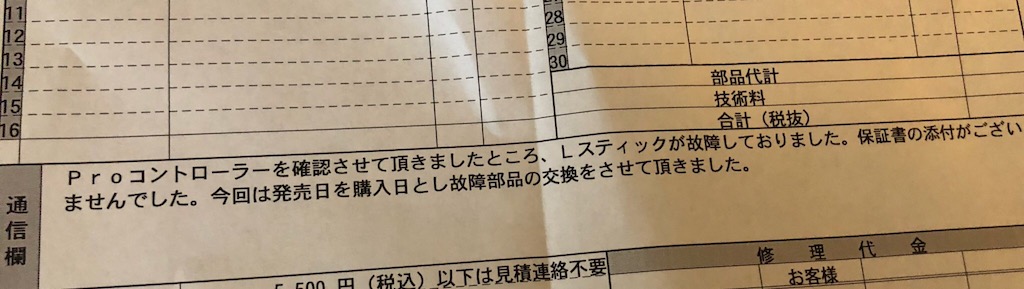 11
12
13
14
15
16
28
29
30
部品代計
技術料
合計(税抜)
通信欄
Proコントローラーを確認させて頂きましたところ、Lスティックが故障しておりました。保証書の添付がござい
ませんでした。今回は発売日を購入日とし故障部品の交換をさせて頂きました。
5,500 円(税込)以下は見積連絡不要
修理代金
お客様